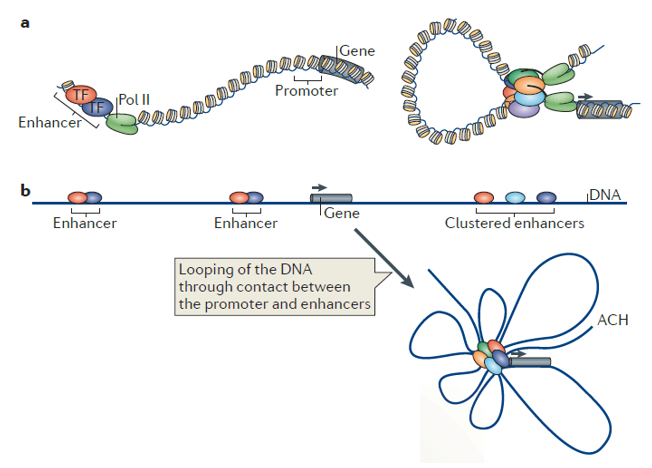 a
Gene
Promoter
TF
TF
Pol II
Enhancer
b
DNA
Enhancer
Enhancer
Gene
Clustered enhancers
Looping of the DNA
through contact between
the promoter and enhancers
ACH